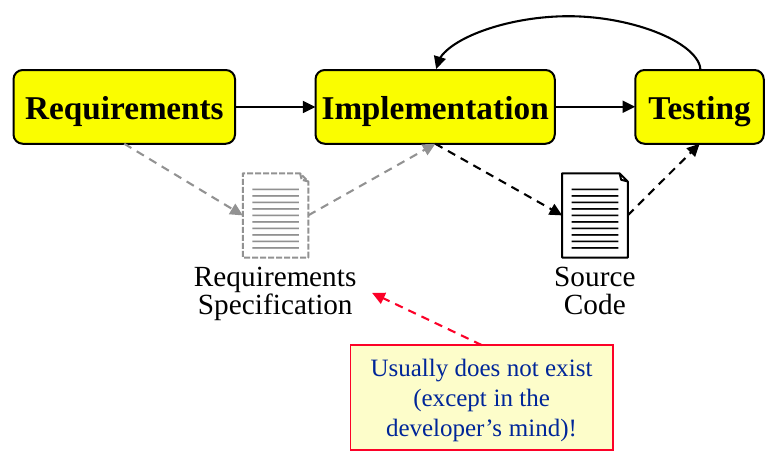 Requirements
Implementation
Testing
Requirements
Specification
Source
Code
Usually does not exist
(except in the
developer’s mind)!